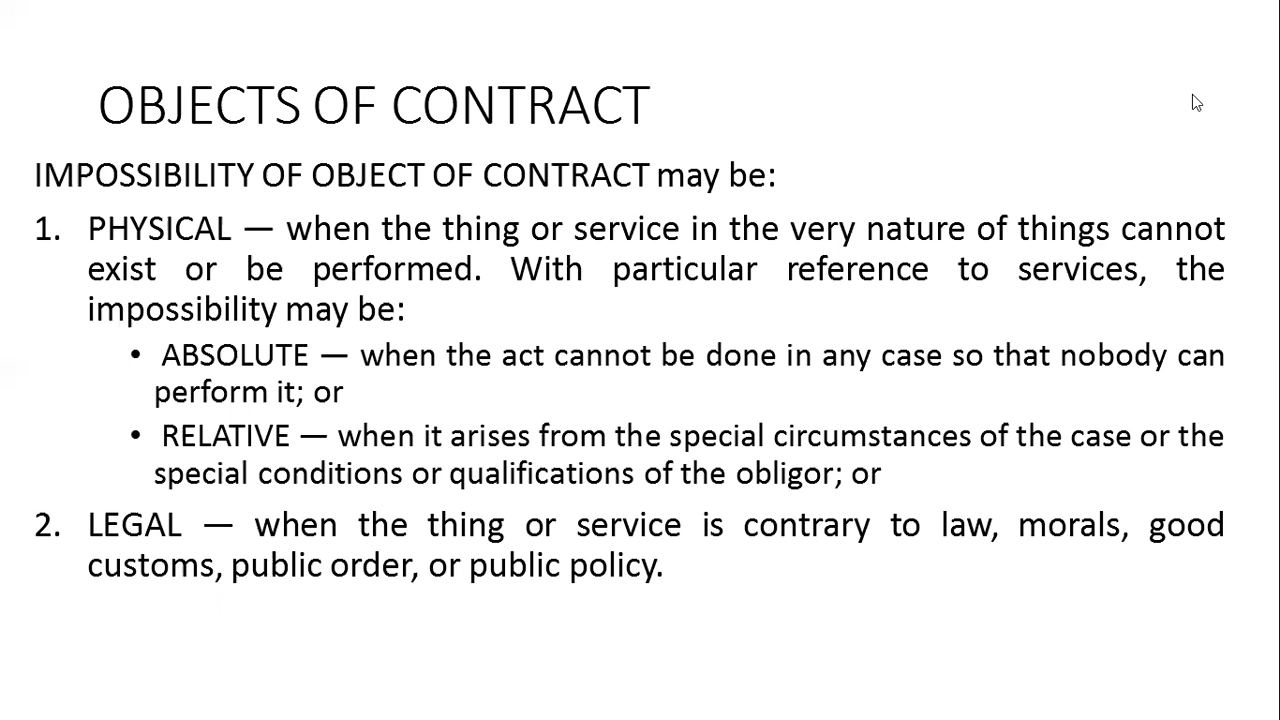 OBJECTS OF CONTRACT
IMPOSSIBILITY OF OBJECT OF CONTRACT may be:
1. PHYSICAL — when the thing or service in the very nature of things cannot
exist or be performed. With particular reference to services, the
impossibility may be:
• ABSOLUTE — when the act cannot be done in any case so that nobody can
perform it; or
• RELATIVE — when it arises from the special circumstances of the case or the
special conditions or qualifications of the obligor; or
2. LEGAL — when the thing or service is contrary to law, morals, good
customs, public order, or public policy.